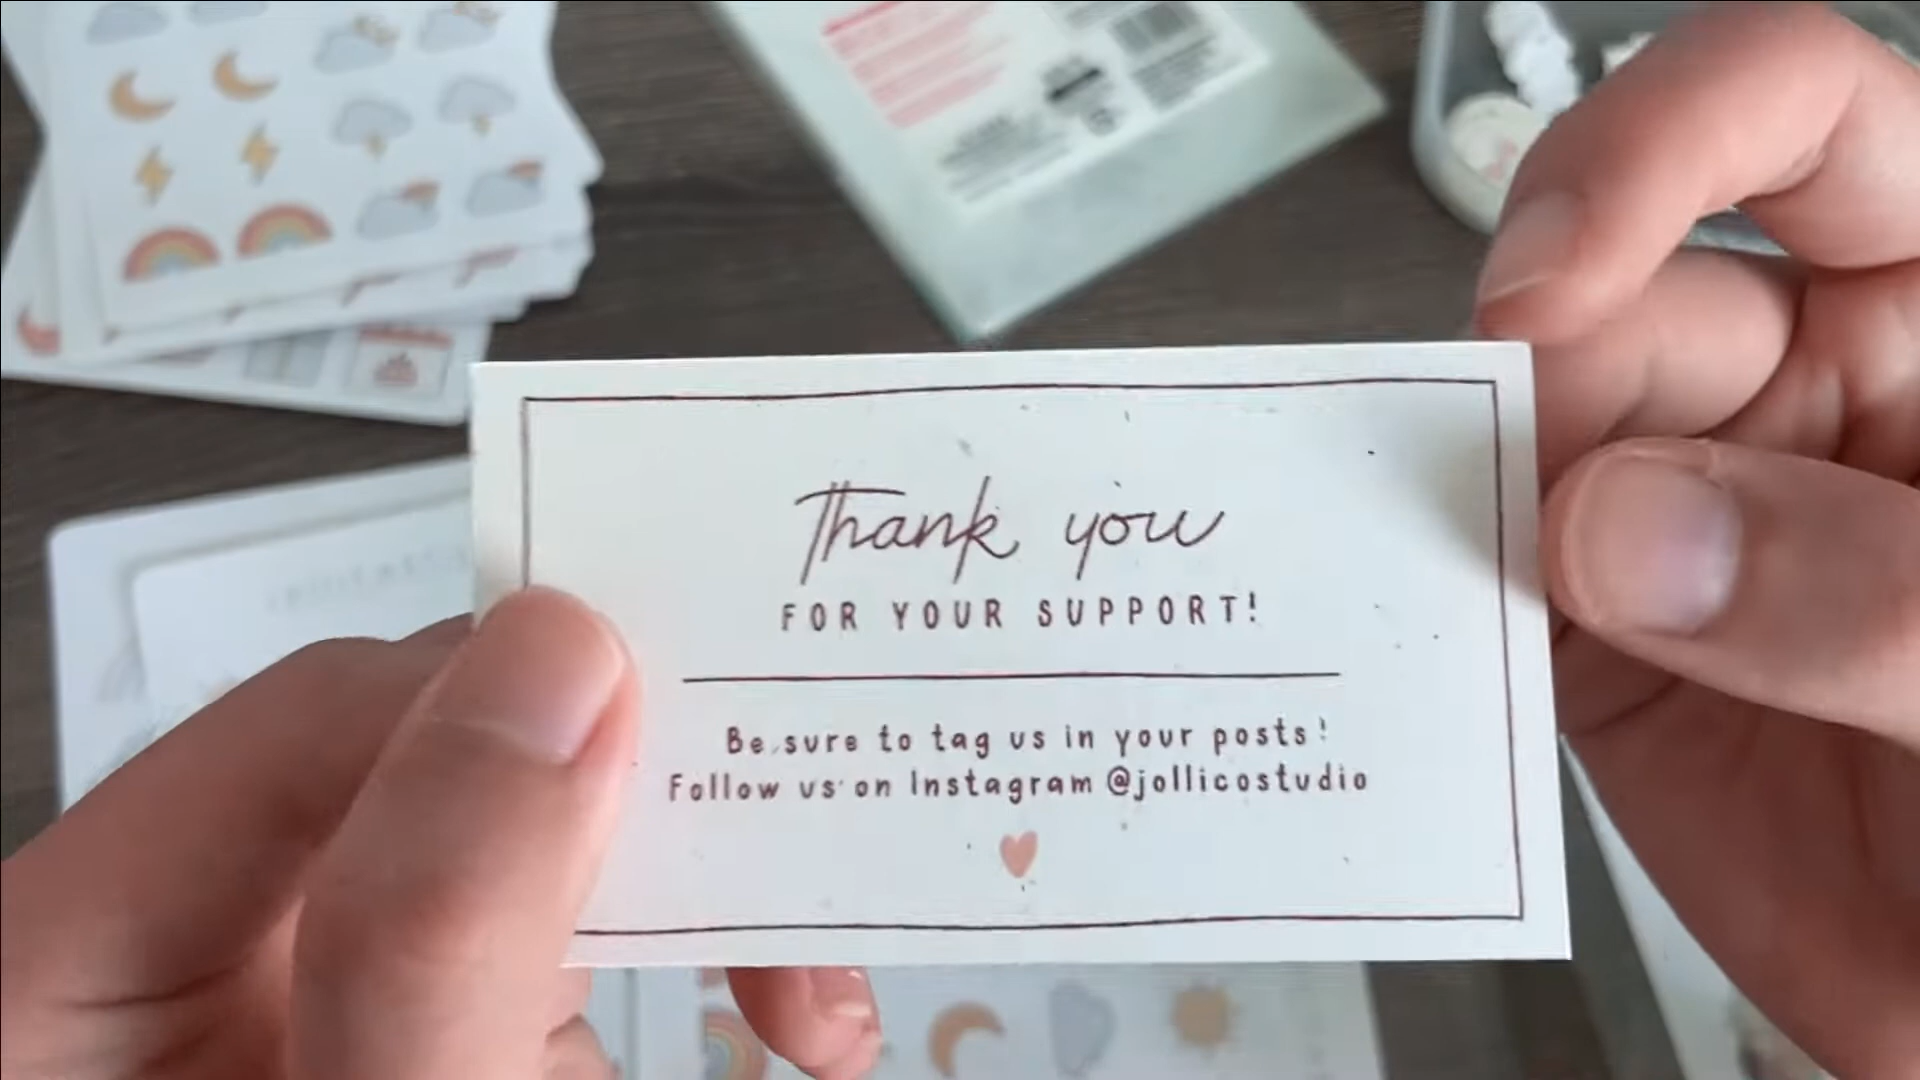 Thank you
FOR YOUR SUPPORT!
Be sure to tag us in your posts!
Follow us on Instagram @jollicostudio